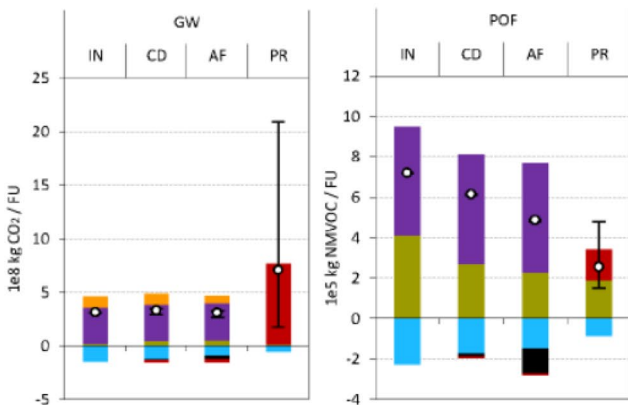 GW
IN CD AF PR
25
20
15
10
5
0
-5
1e8 kg CO₂ / FU
POF
IN CD AF PR
12
10
8
6
4
2
0
-2
-4
1e5 kg NMVOC / FU